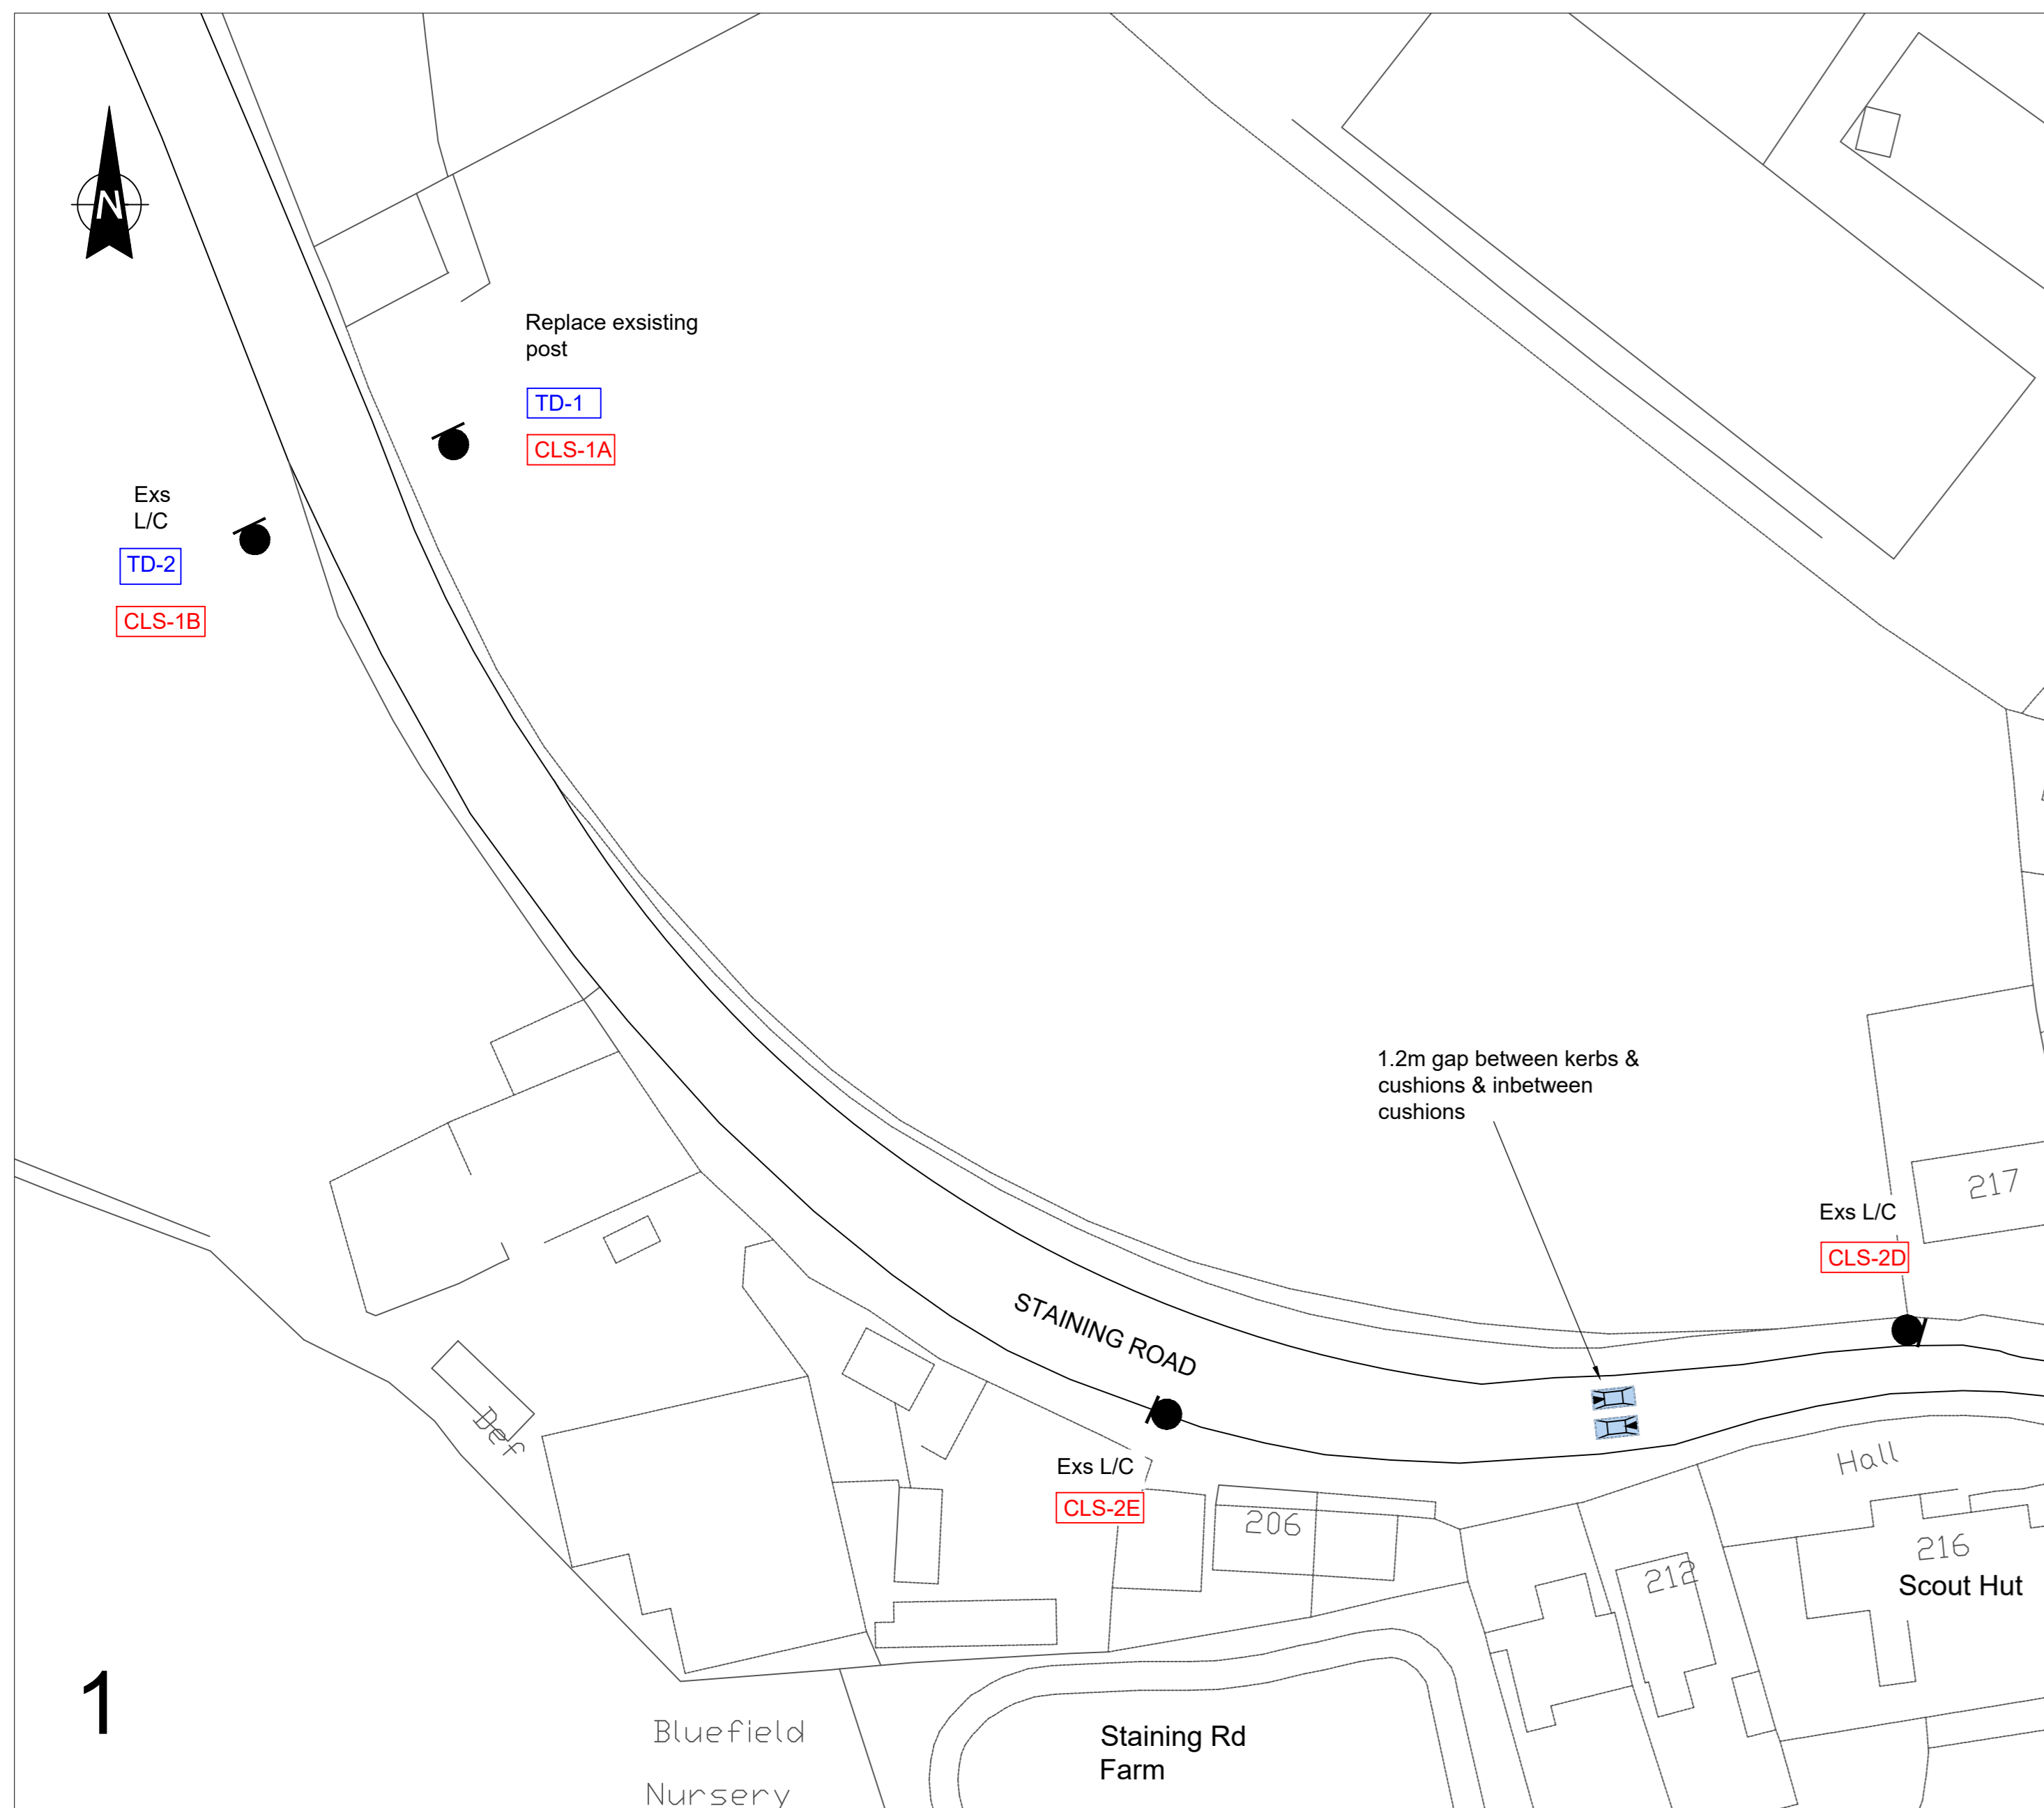 N
Replace exsisting
post
TD-1
CLS-1A
Exs
L/C
TD-2
CLS-1B
1.2m gap between kerbs &
cushions & inbetween
cushions
217
Exs L/C
CLS-2D
STAINING ROAD
Def
Exs L/C
CLS-2E
Hall
206
216
212
Scout Hut
1
Bluefield
Nursery
Staining Rd
Farm